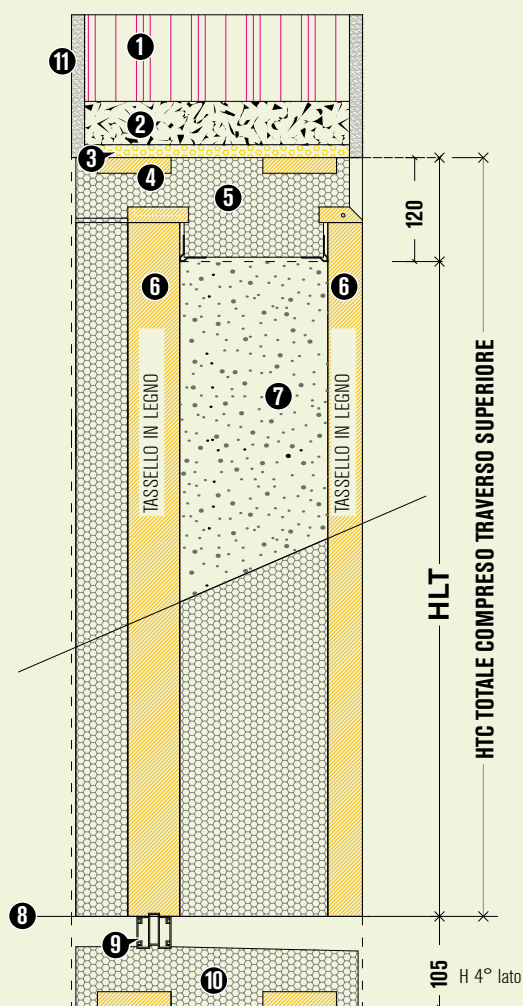 1
11
2
3
4
5
120
6
6
TASSELLO IN LEGNO
TASSELLO IN LEGNO
7
HTC TOTALE COMPRESO TRAVERSO SUPERIORE
HLT
8
9
10
105 H 4° lato